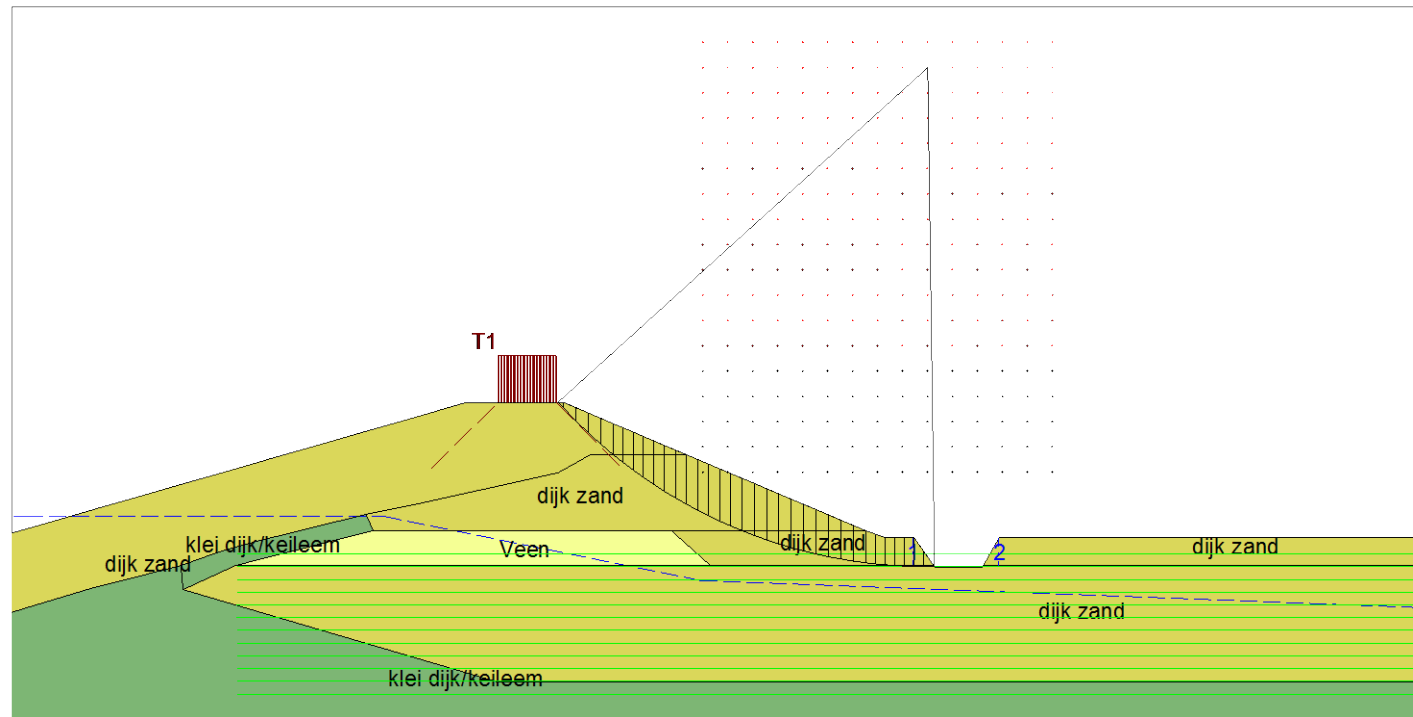 T1
dijk zand
klei dijk/keileem
Veen
dijk zand
1
2
dijk zand
dijk zand
dijk zand
klei dijk/keileem